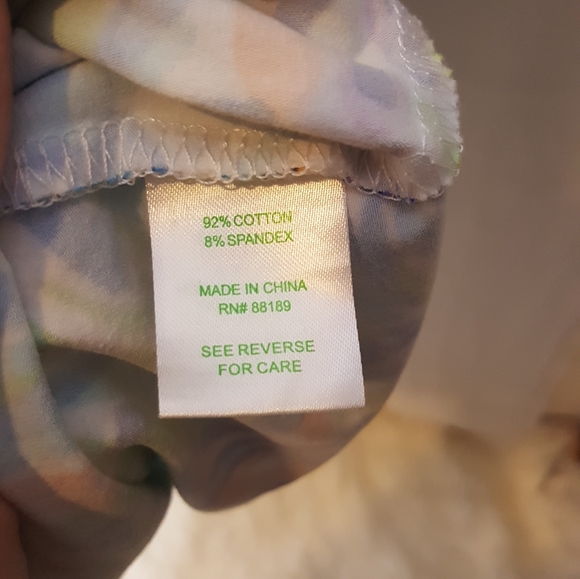 92% COTTON
8% SPANDEX
MADE IN CHINA
RN# 88189
SEE REVERSE
FOR CARE